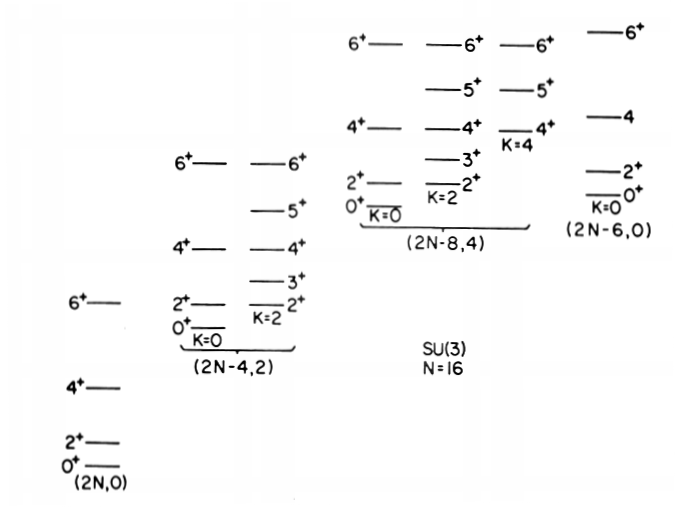 6⁺ 6⁺ 6⁺ 6⁺
5⁺ 5⁺
4⁺ 4⁺ 4⁺ 4
K=4
3⁺
2⁺ 2⁺ 2⁺
0⁺ K=0 K=2 K=0 0⁺
(2N-8,4) (2N-6,0)
6⁺ 6⁺
5⁺
4⁺ 4⁺
3⁺
2⁺ 2⁺
0⁺ K=0 K=2
(2N-4,2)
SU(3)
N=16
6⁺
4⁺
2⁺
0⁺
(2N,0)